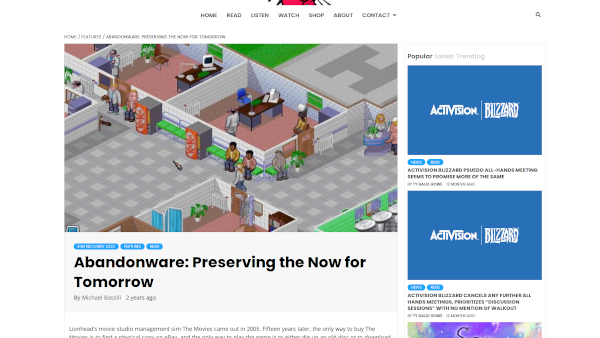 HOME READ LISTEN WATCH SHOP ABOUT CONTACT
HOME / FEATURES / ABANDONWARE: PRESERVING THE NOW FOR TOMORROW
FEATURES READ
Abandonware: Preserving the Now for
Tomorrow
By Michael Bassili 2 years ago
Lionhead's movie studio management sim The Movies came out in 2005. Fifteen years later, the only way to buy The
Movies is to find a physical copy on eBay, and the only way to play the game is to either dig up an old disc or to download
Popular Latest Trending
ACTIVISION BLIZZARD
NEWS READ
ACTIVISION BLIZZARD PSUEDO ALL-HANDS MEETING
SEEMS TO PROMISE MORE OF THE SAME
BY TY GALIZ-ROWE 12 MONTHS AGO
ACTIVISION BLIZZARD
NEWS READ
ACTIVISION BLIZZARD CANCELS ANY FURTHER ALL
HANDS MEETINGS, PRIORITIZES "DISCUSSION
SESSIONS" WITH NO MENTION OF WALKOUT
BY TY GALIZ-ROWE 12 MONTHS AGO